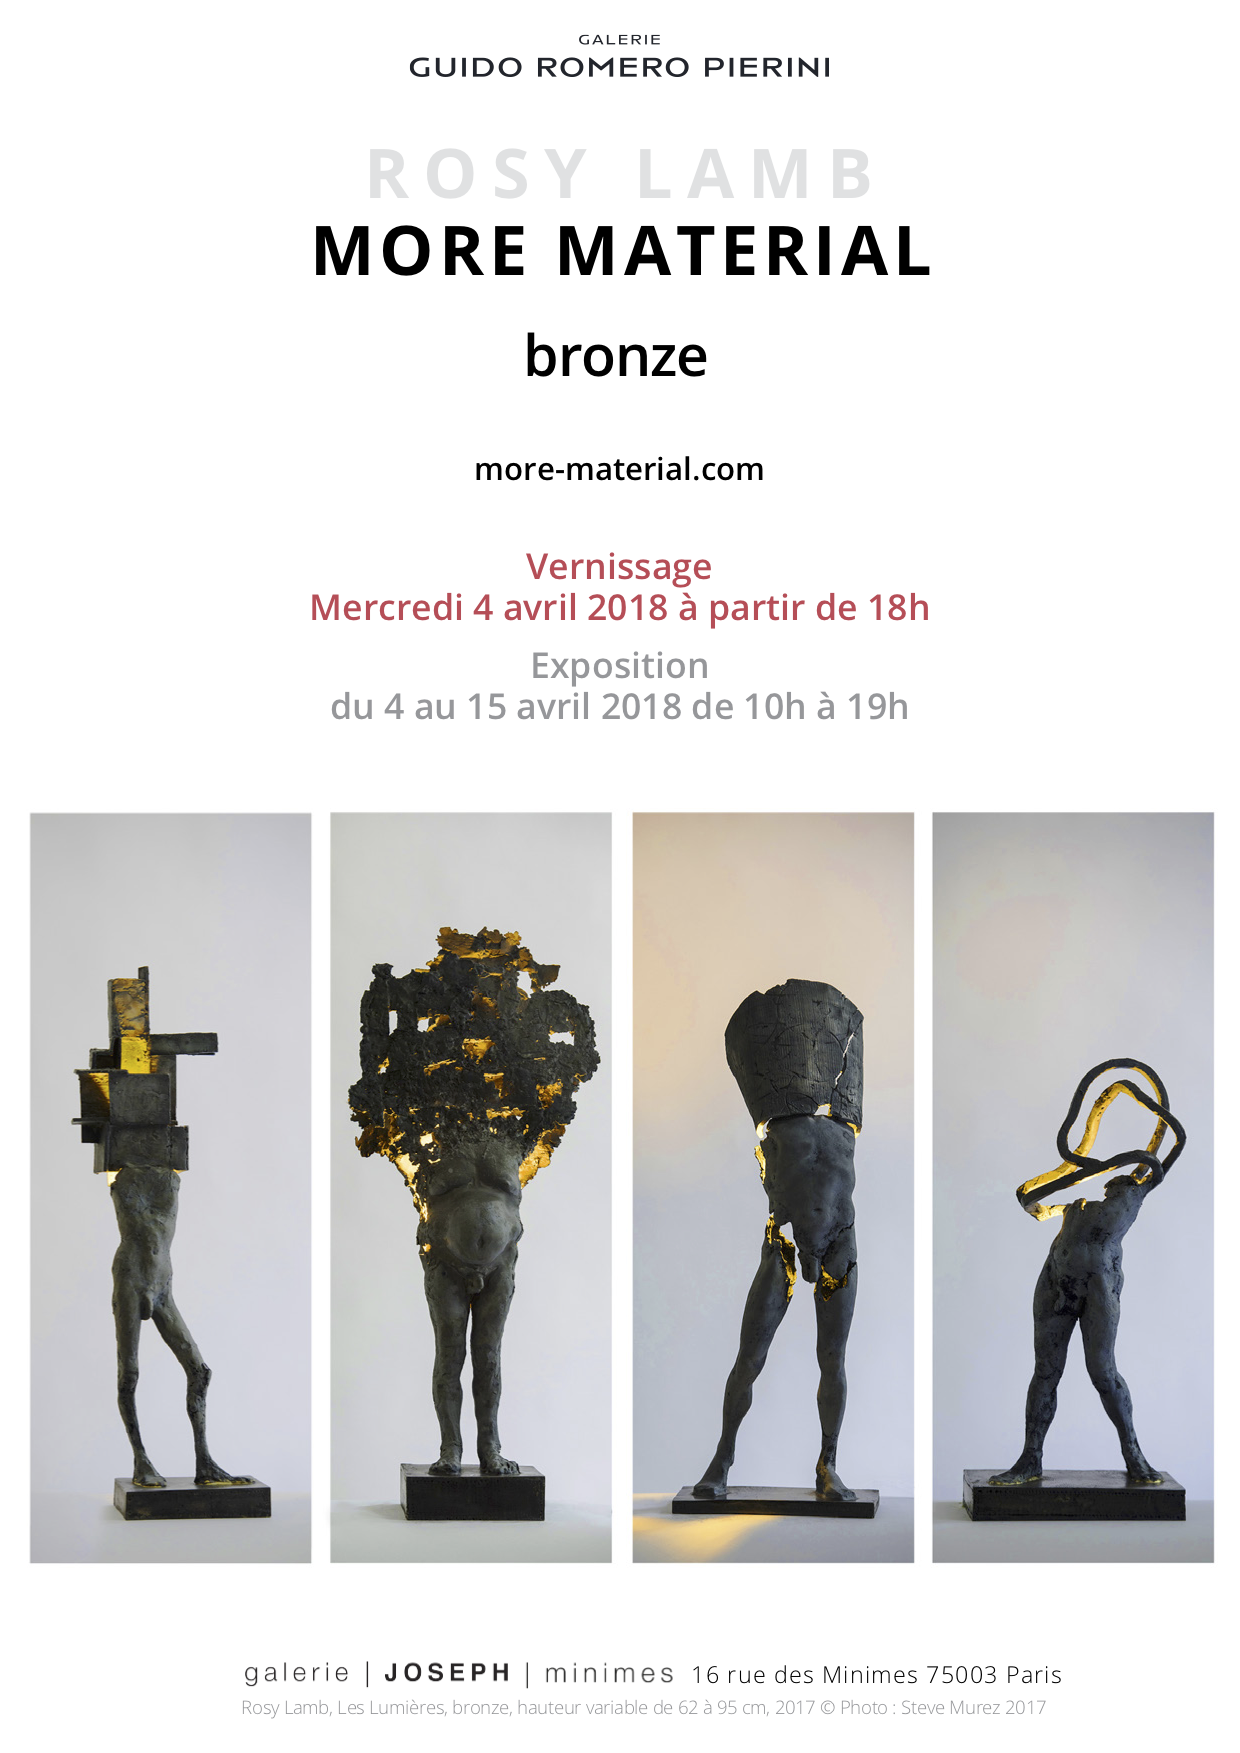 GALERIE
GUIDO ROMERO PIERINI
ROSY LAMB
MORE MATERIAL
bronze
more-material.com
Vernissage
Mercredi 4 avril 2018 à partir de 18h
Exposition
du 4 au 15 avril 2018 de 10h à 19h
galerie | JOSEPH | minimes 16 rue des Minimes 75003 Paris
Rosy Lamb, Les Lumières, bronze, hauteur variable de 62 à 95 cm, 2017 © Photo : Steve Murez 2017